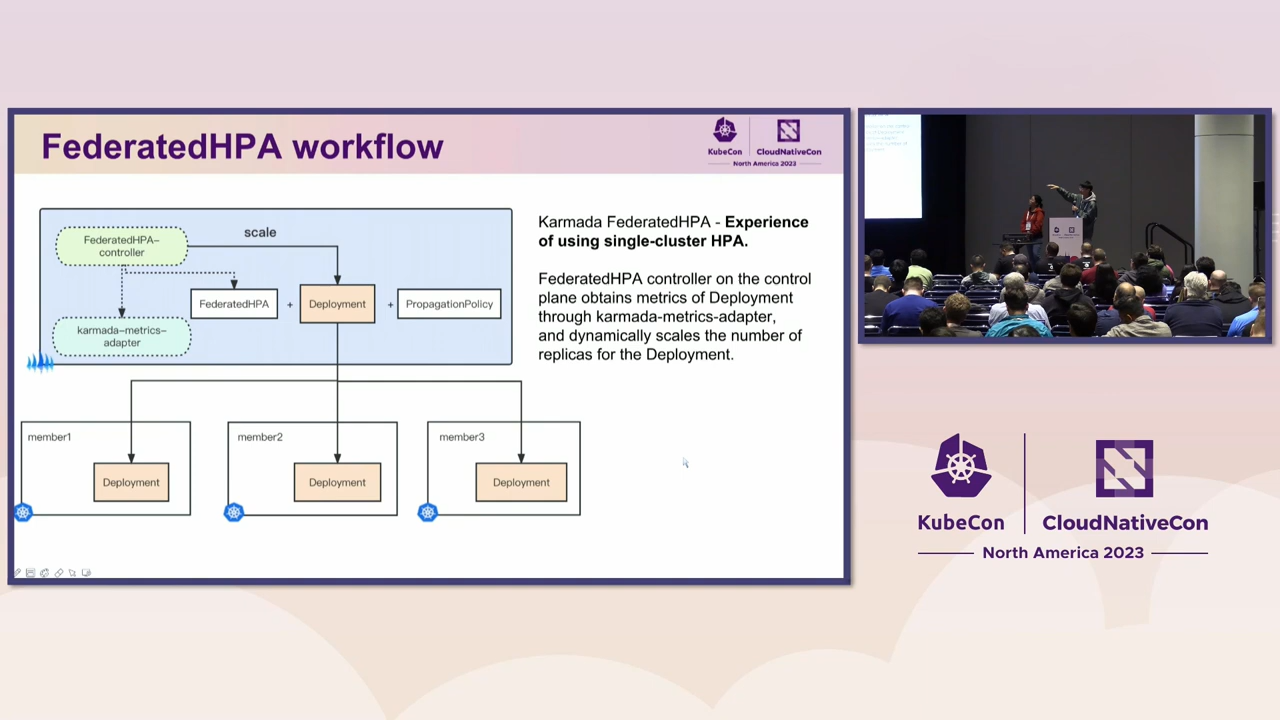 FederatedHPA workflow
KubeCon
CloudNativeCon
North America 2023
FederatedHPA–
controller
scale
FederatedHPA
+
Deployment
+
PropagationPolicy
karmada–metrics–
adapter
Karmada FederatedHPA - Experience
of using single-cluster HPA.
FederatedHPA controller on the control
plane obtains metrics of Deployment
through karmada-metrics-adapter,
and dynamically scales the number of
replicas for the Deployment.
member1
Deployment
member2
Deployment
member3
Deployment
KubeCon
CloudNativeCon
North America 2023